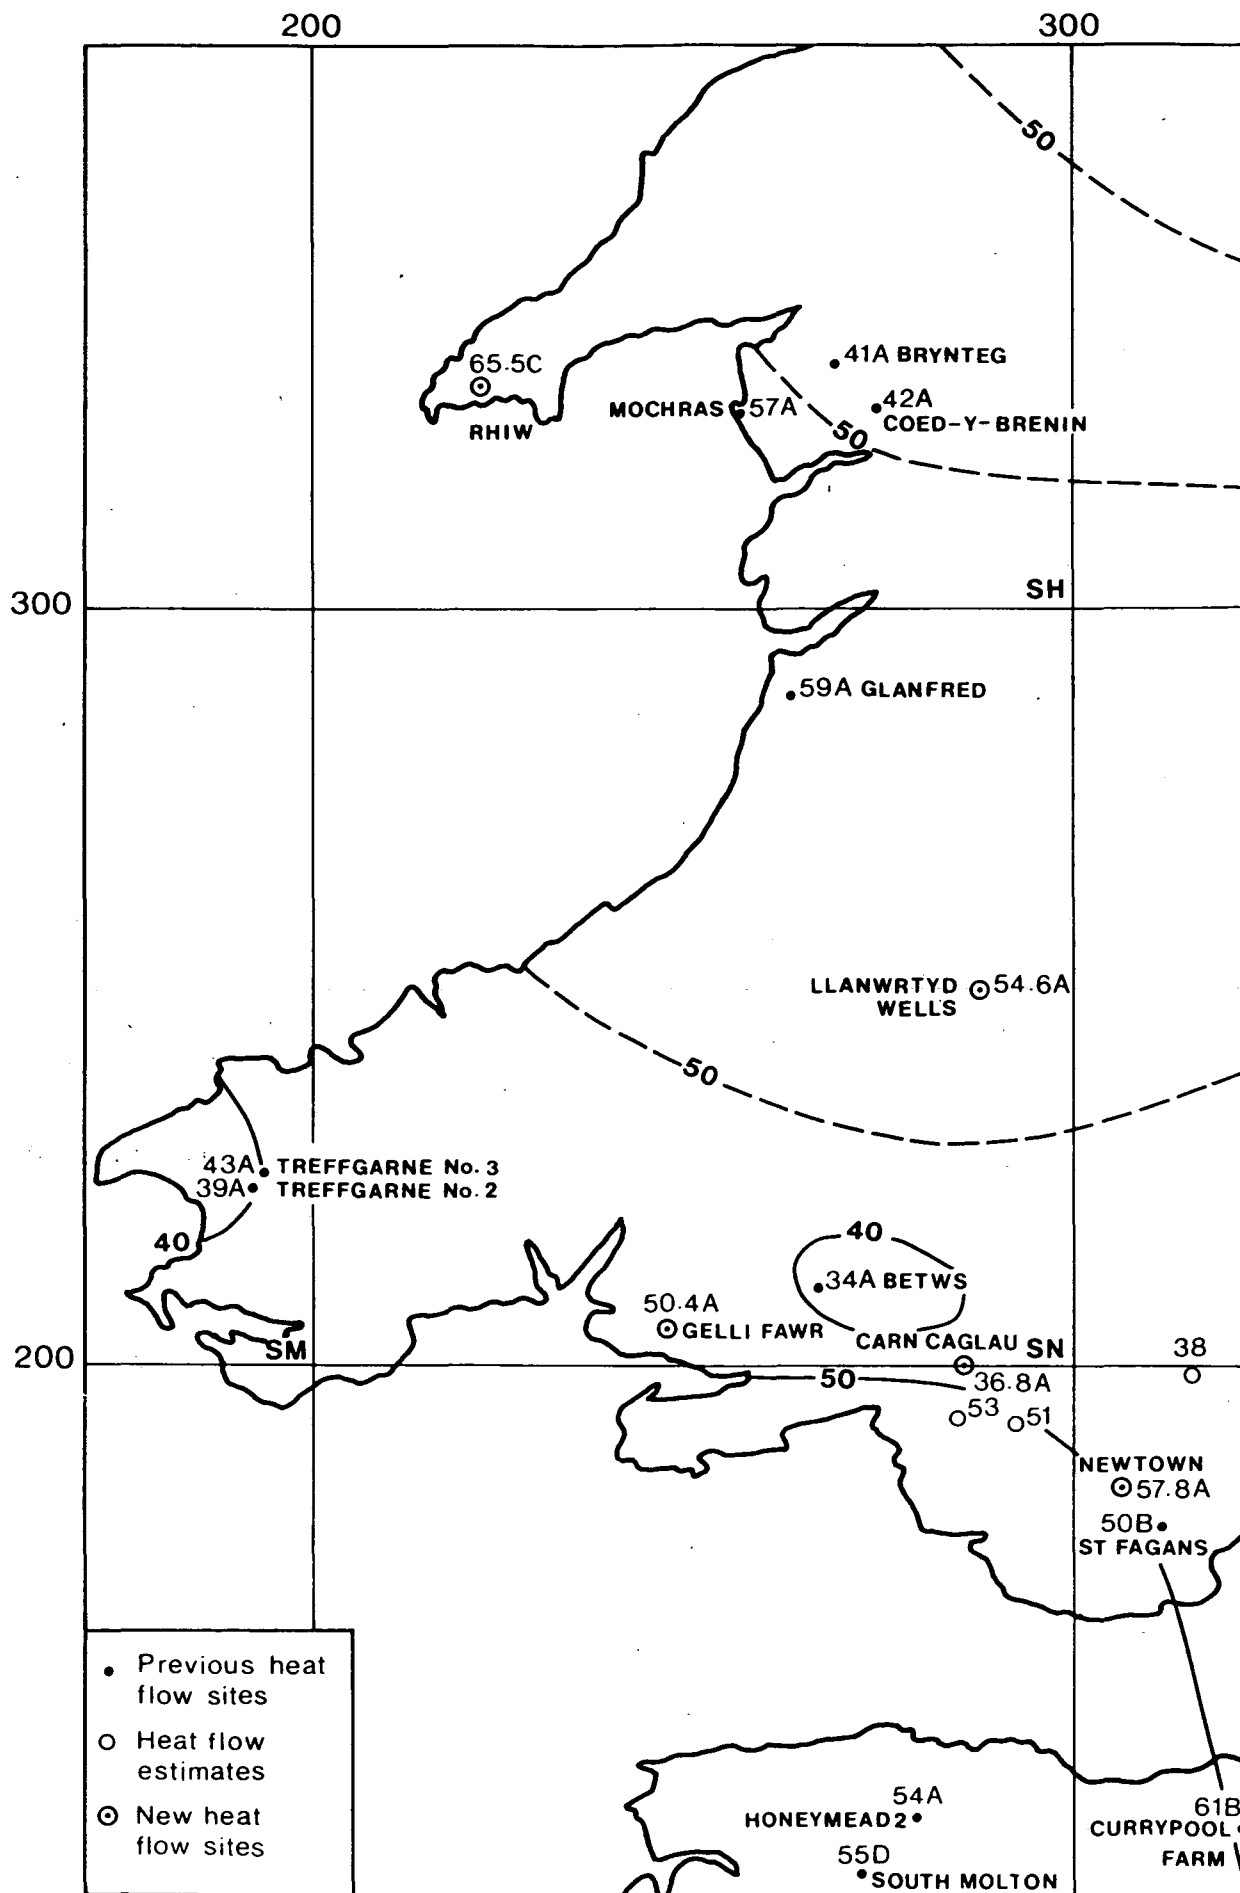 200
300
50
65.5C
RHIW
41A BRYNTEG
MOCHRAS 57A
42A
COED-Y-BRENIN
50
300
SH
59A GLANFRED
LLANWRTYD
WELLS
54.6A
50
43A TREFFGARNE No. 3
39A TREFFGARNE No. 2
40
40
34A BETWS
50.4A
GELLI FAWR
CARN CAGLAU
SN
SM
200
38
50
36.8A
53
51
NEWTOWN
57.8A
50B
ST FAGANS
Previous heat
flow sites
Heat flow
estimates
New heat
flow sites
54A
HONEYMEAD 2
61B
CURRYPOOL
FARM
55D
SOUTH MOLTON